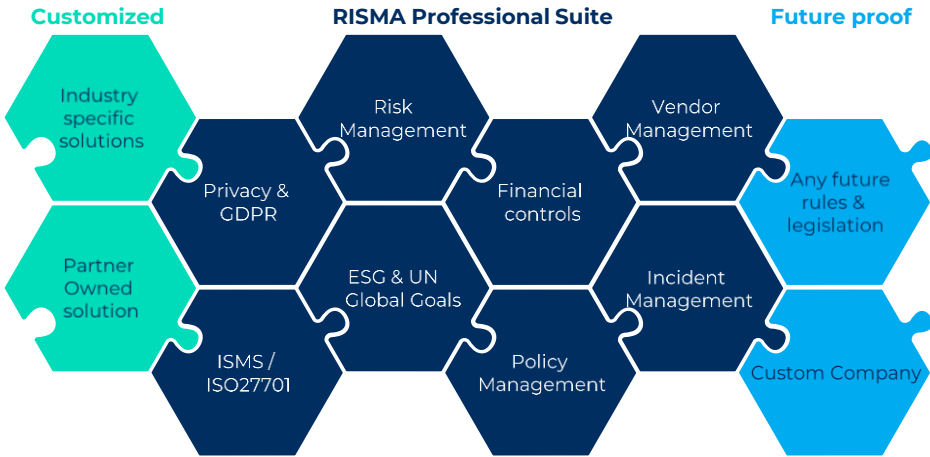 Customized
RISMA Professional Suite
Future proof
Industry
specific
solutions
Risk
Management
Vendor
Management
Privacy &
GDPR
Financial
controls
Any future
rules &
legislation
Partner
Owned
solution
ESG & UN
Global Goals
Incident
Management
ISMS /
ISO27701
Policy
Management
Custom Company